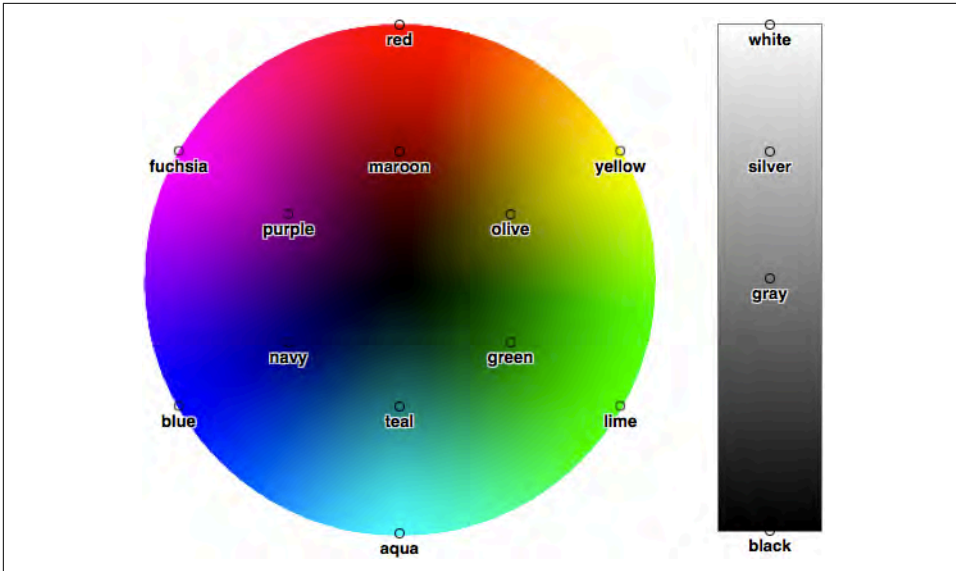 red
white
fuchsia
maroon
yellow
silver
purple
olive
gray
navy
green
blue
teal
lime
aqua
black